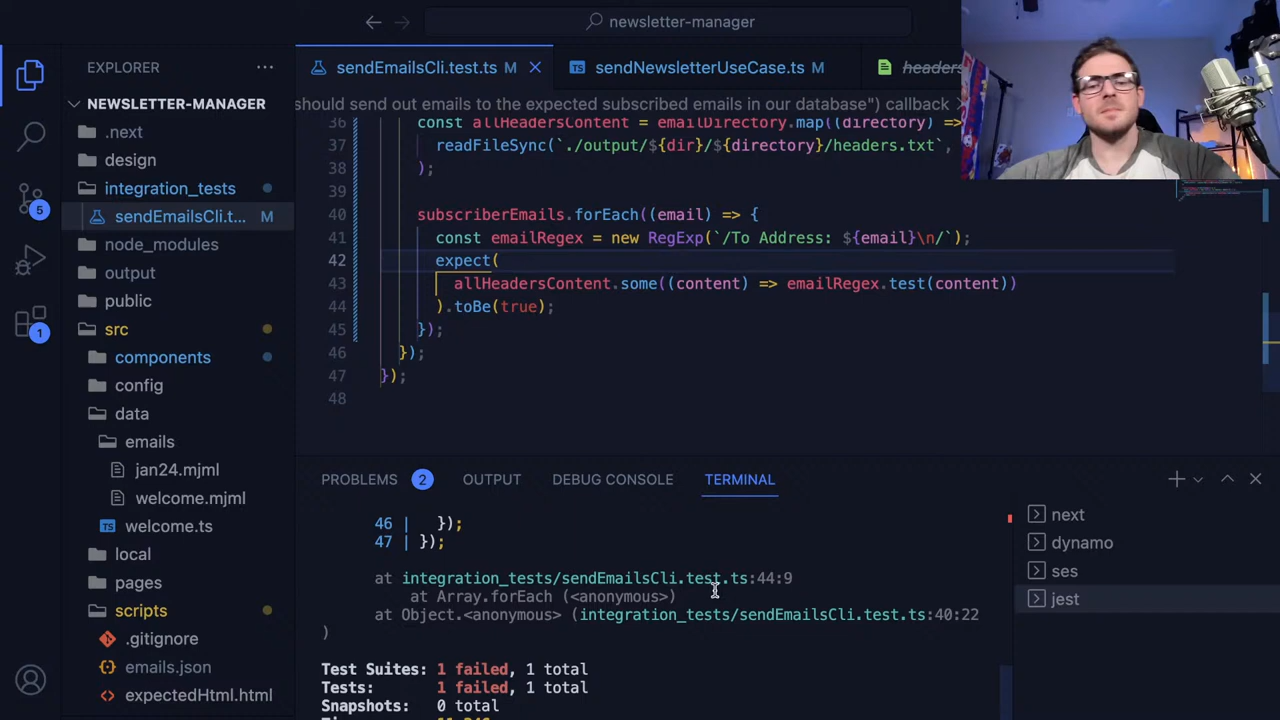 newsletter-manager
EXPLORER
NEWSLETTER-MANAGER
.next
design
integration_tests
sendEmailsCli.t... M
node_modules
output
public
src
components
config
data
emails
jan24.mjml
welcome.mjml
welcome.ts
local
pages
scripts
.gitignore
emails.json
expectedHtml.html
5
1
sendEmailsCli.test.ts M
sendNewsletterUseCase.ts M
headers
should send out emails to the expected subscribed emails in our database") callback
36 const allHeadersContent = emailDirectory.map((directory) =>
37 readFileSync(`./output/${dir}/${directory}/headers.txt`,
38 );
39
40 subscriberEmails.forEach((email) => {
41 const emailRegex = new RegExp(`/To Address: ${email}\n/`);
42 expect(
43 allHeadersContent.some((content) => emailRegex.test(content))
44 ).toBe(true);
45 });
46 });
47 });
48
PROBLEMS 2 OUTPUT DEBUG CONSOLE TERMINAL
46 | });
47 | });
at integration_tests/sendEmailsCli.test.ts:44:9
at Array.forEach (<anonymous>)
at Object.<anonymous> (integration_tests/sendEmailsCli.test.ts:40:22
)
Test Suites: 1 failed, 1 total
Tests: 1 failed, 1 total
Snapshots: 0 total
next
dynamo
ses
jest